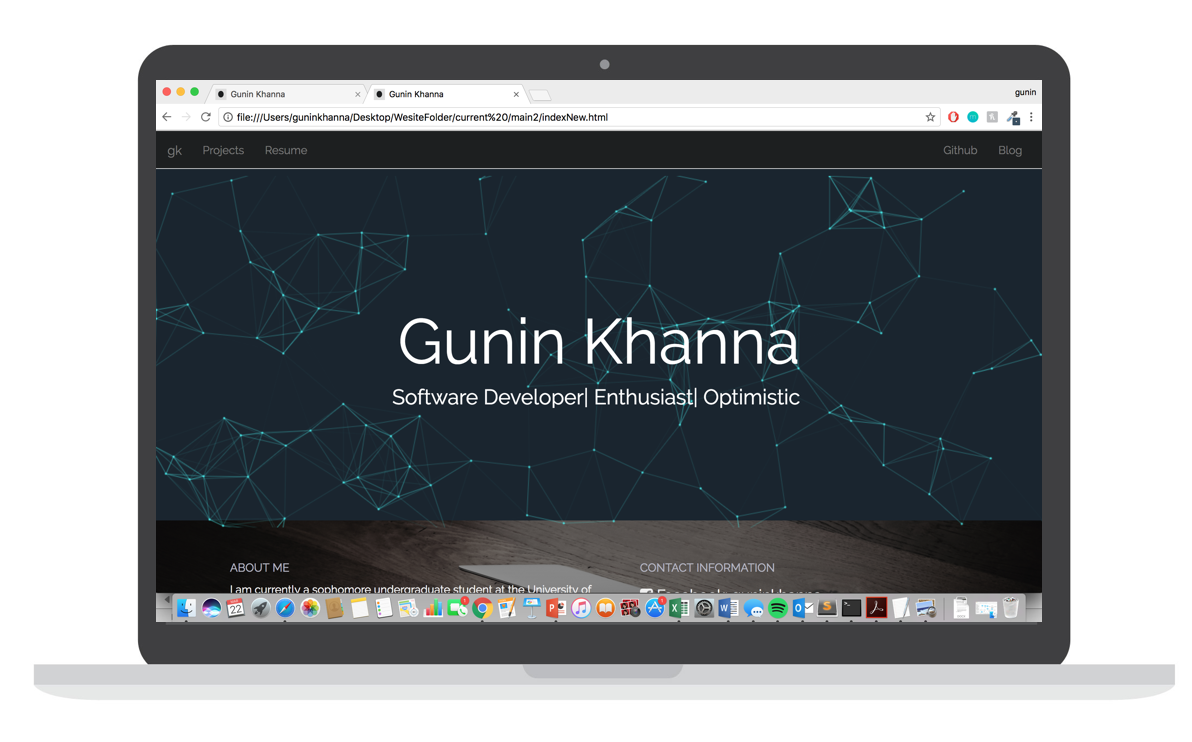 Gunin Khanna
Gunin Khanna
gunin
file:///Users/guninkhanna/Desktop/WesiteFolder/current%20/main2/indexNew.html
gk Projects Resume Github Blog
Gunin Khanna
Software Developer| Enthusiast| Optimistic
ABOUT ME
I am currently a sophomore undergraduate student at the University of
CONTACT INFORMATION
22